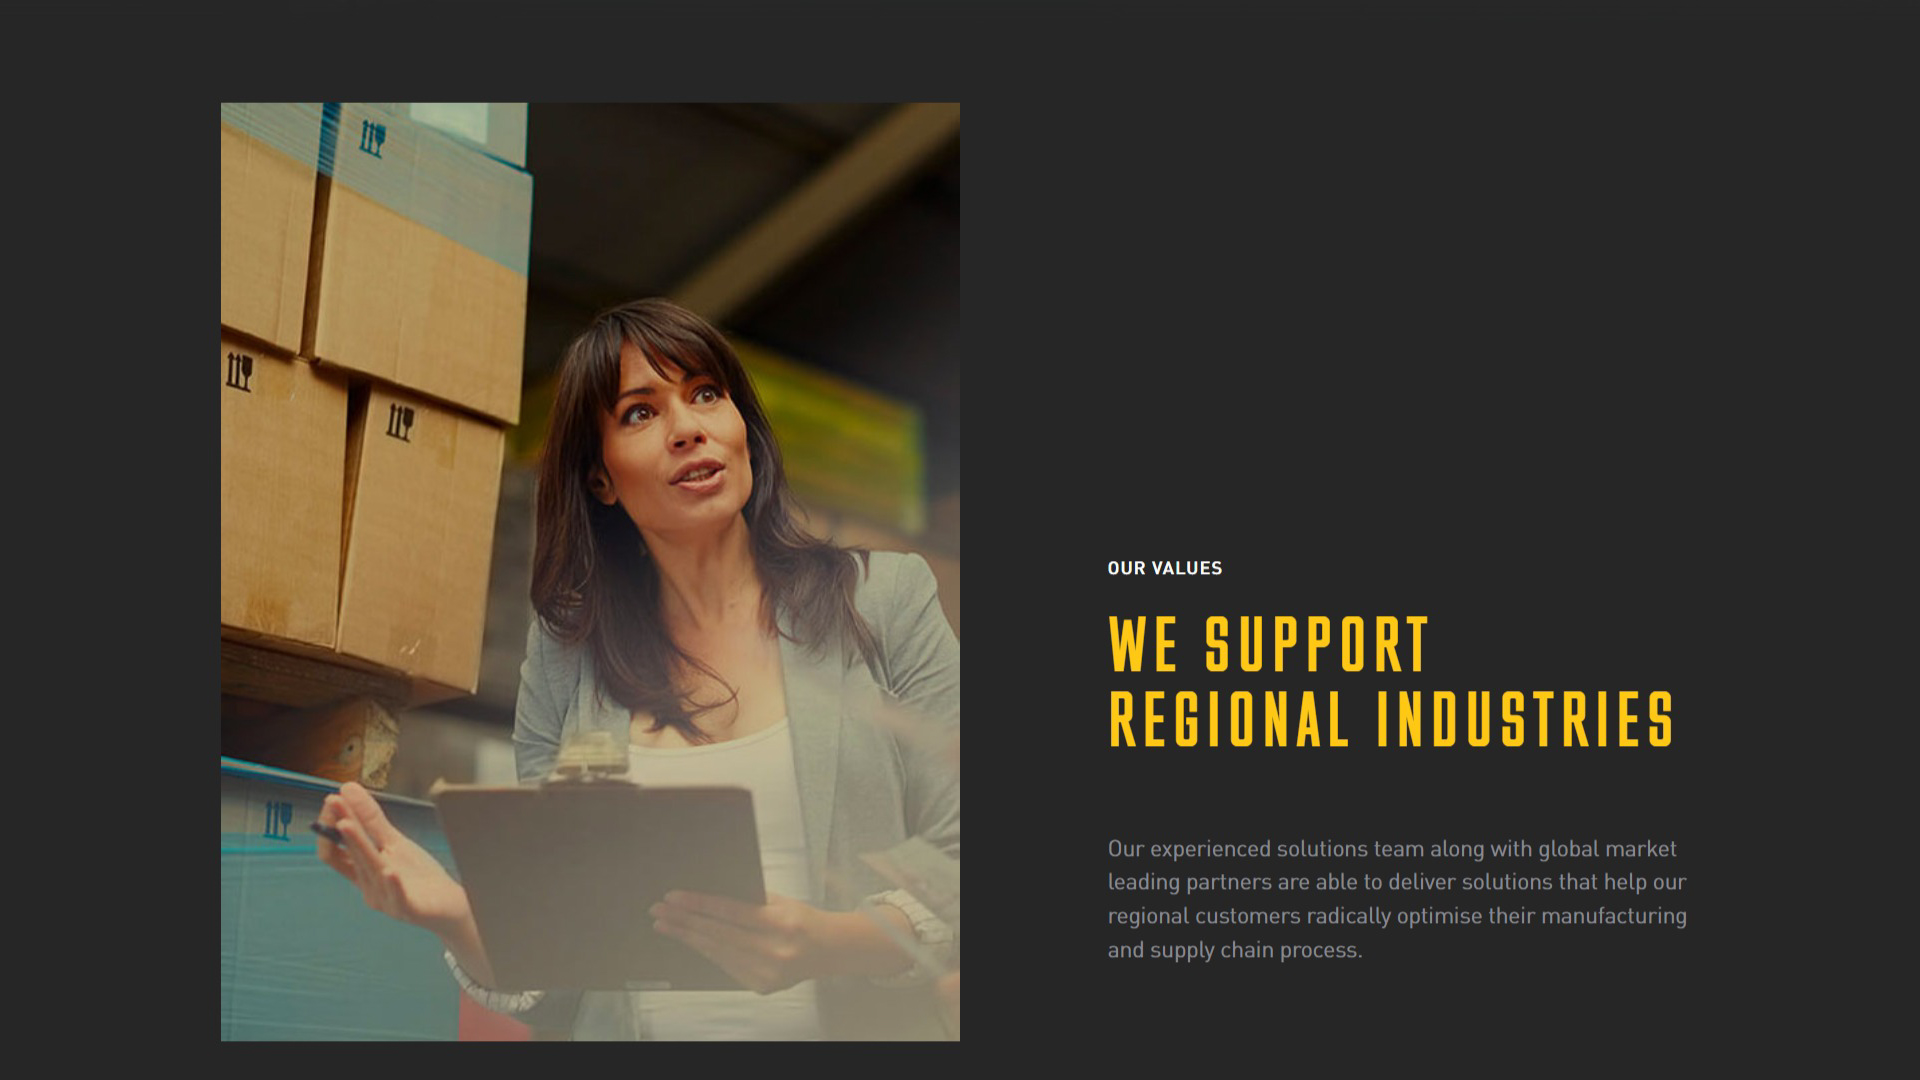 OUR VALUES
WE SUPPORT
REGIONAL INDUSTRIES
Our experienced solutions team along with global market
leading partners are able to deliver solutions that help our
regional customers radically optimise their manufacturing
and supply chain process.